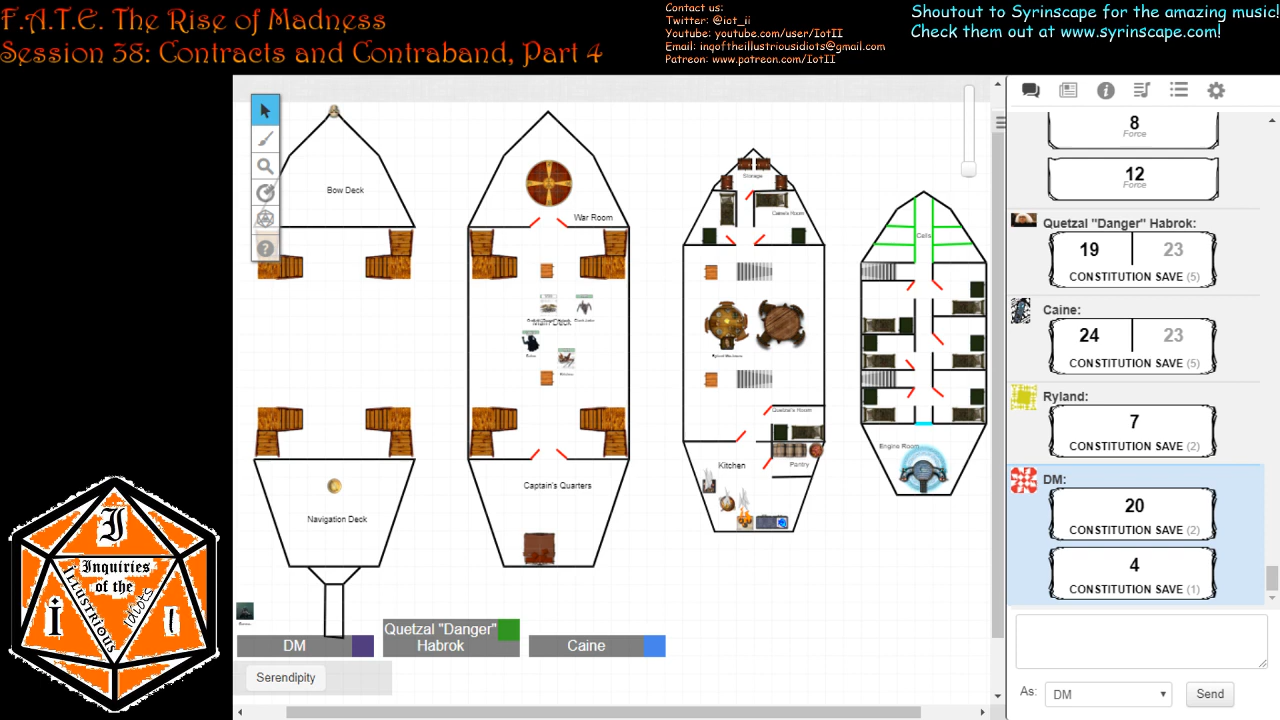 F.A.T.E. The Rise of Madness
Session 38: Contracts and Contraband, Part 4
Contact us:
Twitter: @iot_ii
Youtube: youtube.com/user/IotII
Email: inqoftheillustriousidiots@gmail.com
Patreon: www.patreon.com/IotII
Shoutout to Syrinscape for the amazing music!
Check them out at www.syrinscape.com!
Bow Deck
War Room
Navigation Deck
Captain's Quarters
Storage
Caine's Room
Quetzal's Room
Kitchen
Pantry
Cells
Engine Room
DM
Quetzal "Danger"
Habrok
Caine
Serendipity
8
Force
12
Force
Quetzal "Danger" Habrok:
19 23
CONSTITUTION SAVE (5)
Caine:
24 23
CONSTITUTION SAVE (5)
Ryland:
7
CONSTITUTION SAVE (2)
DM:
20
CONSTITUTION SAVE (2)
4
CONSTITUTION SAVE (1)
As: DM Send
I
Inquiries
of the
ILLUSTRIOUS
idiots
i
I